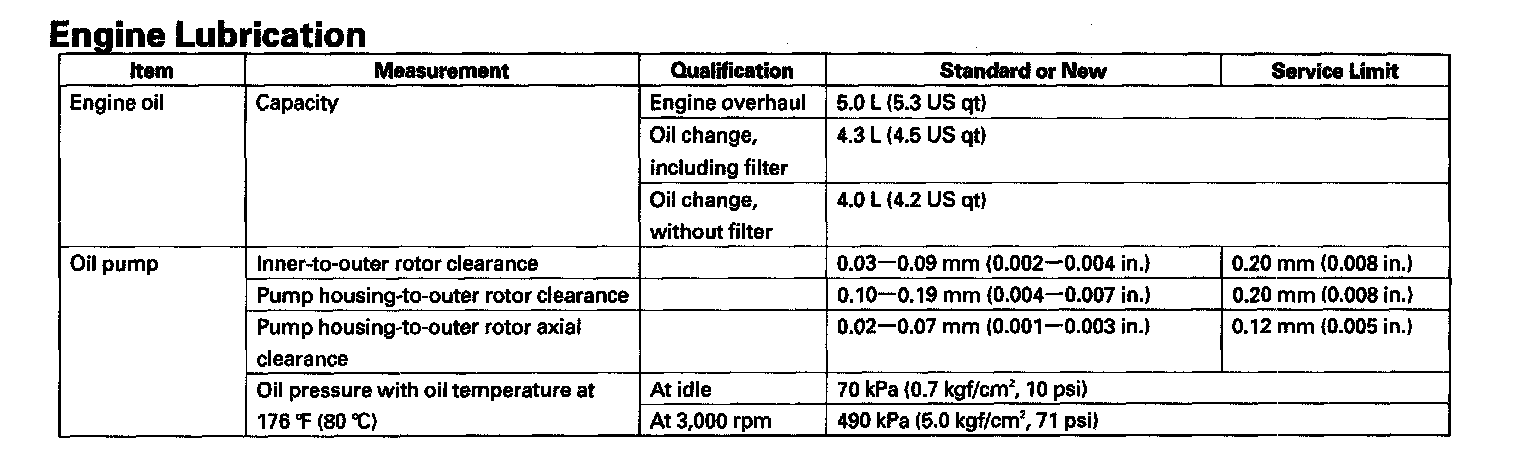 Engine Lubrication
Item Measurement Qualification Standard or New Service Limit
Engine oil Capacity Engine overhaul 5.0 L (5.3 US qt)
Oil change, 4.3 L (4.5 US qt)
including filter
Oil change, 4.0 L (4.2 US qt)
without filter
Oil pump Inner-to-outer rotor clearance 0.03—0.09 mm (0.002—0.004 in.) 0.20 mm (0.008 in.)
Pump housing-to-outer rotor clearance 0.10—0.19 mm (0.004—0.007 in.) 0.20 mm (0.008 in.)
Pump housing-to-outer rotor axial 0.02—0.07 mm (0.001—0.003 in.) 0.12 mm (0.005 in.)
clearance
Oil pressure with oil temperature at At idle 70 kPa (0.7 kgf/cm², 10 psi)
176 °F (80 °C) At 3,000 rpm 490 kPa (5.0 kgf/cm², 71 psi)